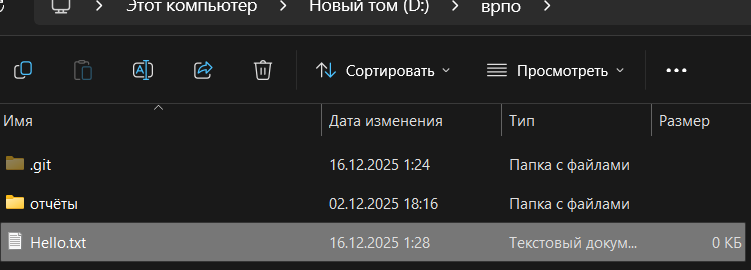 Этот компьютер > Новый том (D:) > врпо >
Сортировать Просмотреть
Имя Дата изменения Тип Размер
.git 16.12.2025 1:24 Папка с файлами
отчёты 02.12.2025 18:16 Папка с файлами
Hello.txt 16.12.2025 1:28 Текстовый докум... 0 КБ